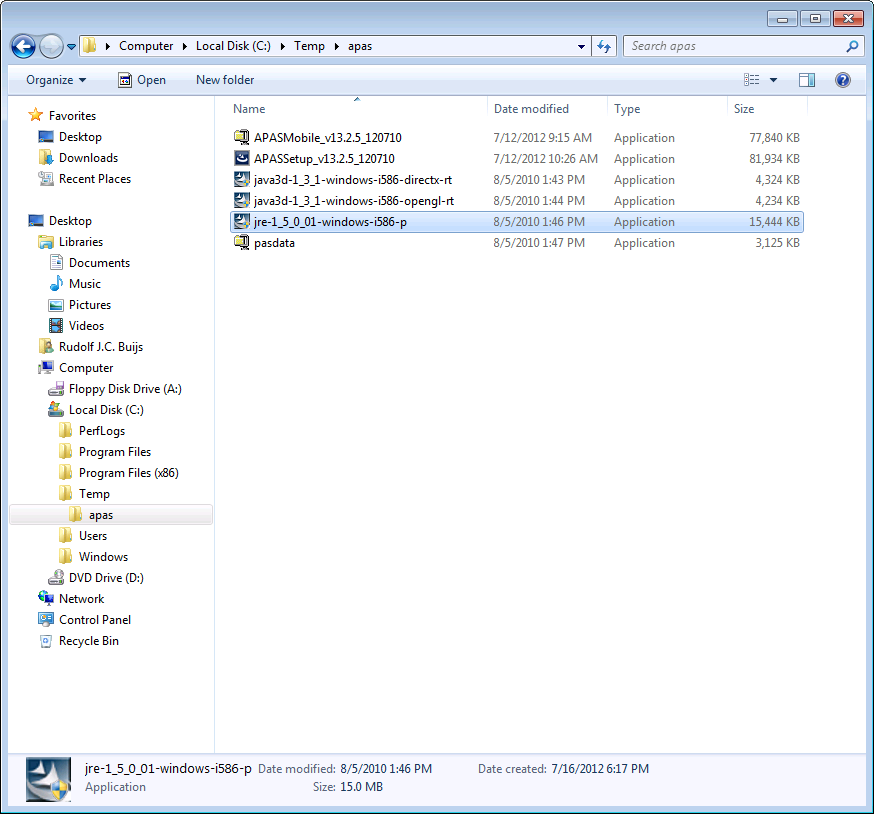 Computer Local Disk (C:) Temp apas Search apas
Organize Open New folder
Favorites
Desktop
Downloads
Recent Places
Desktop
Libraries
Documents
Music
Pictures
Videos
Rudolf J.C. Buijs
Computer
Floppy Disk Drive (A:)
Local Disk (C:)
PerfLogs
Program Files
Program Files (x86)
Temp
apas
Users
Windows
DVD Drive (D:)
Network
Control Panel
Recycle Bin
Name Date modified Type Size
APASMobile_v13.2.5_120710 7/12/2012 9:15 AM Application 77,840 KB
APASSetup_v13.2.5_120710 7/12/2012 10:26 AM Application 81,934 KB
java3d-1_3_1-windows-i586-directx-rt 8/5/2010 1:43 PM Application 4,324 KB
java3d-1_3_1-windows-i586-opengl-rt 8/5/2010 1:44 PM Application 4,234 KB
jre-1_5_0_01-windows-i586-p 8/5/2010 1:46 PM Application 15,444 KB
pasdata 8/5/2010 1:47 PM Application 3,125 KB
jre-1_5_0_01-windows-i586-p Date modified: 8/5/2010 1:46 PM Date created: 7/16/2012 6:17 PM
Application Size: 15.0 MB